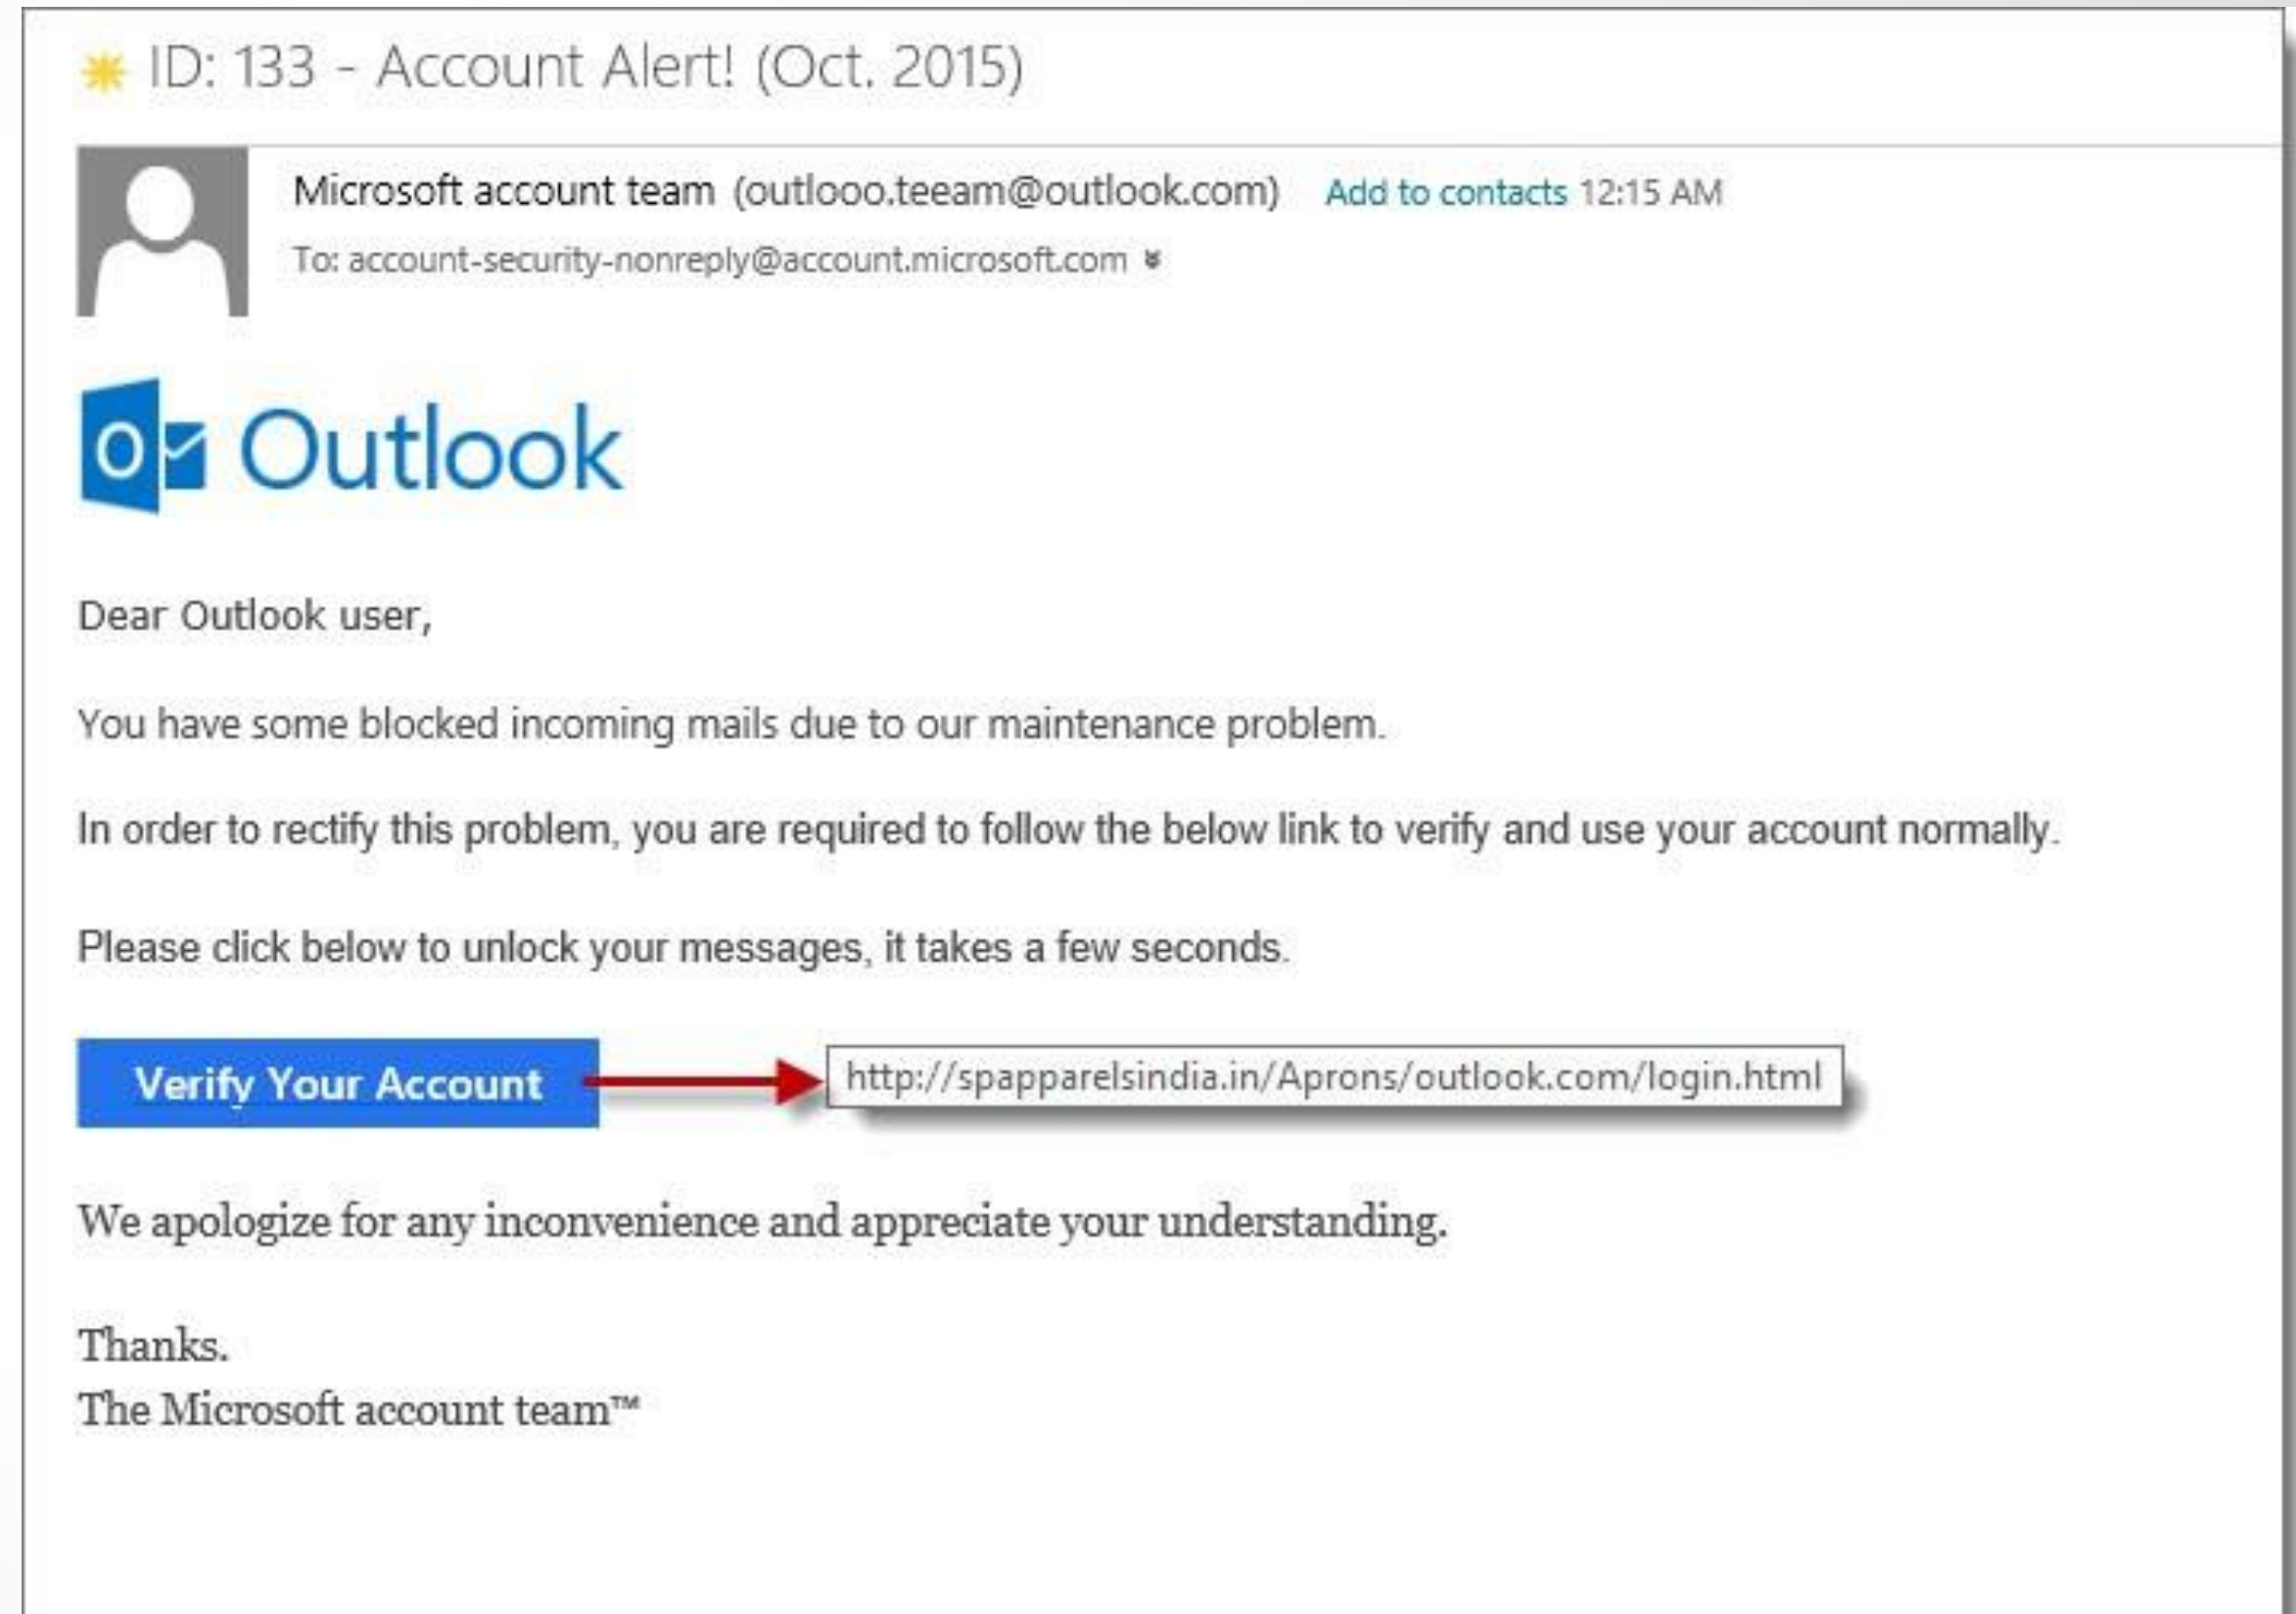 ID: 133 - Account Alert! (Oct. 2015)
Microsoft account team (outlooo.teeam@outlook.com) Add to contacts 12:15 AM
To: account-security-nonreply@account.microsoft.com
Outlook
Dear Outlook user,
You have some blocked incoming mails due to our maintenance problem.
In order to rectify this problem, you are required to follow the below link to verify and use your account normally.
Please click below to unlock your messages, it takes a few seconds.
Verify Your Account http://spapparelsindia.in/Aprons/outlook.com/login.html
We apologize for any inconvenience and appreciate your understanding.
Thanks.
The Microsoft account team™